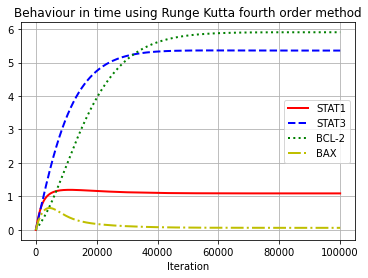 Behaviour in time using Runge Kutta fourth order method
6
5
4
3
2
1
0
STAT1
STAT3
BCL-2
BAX
0 20000 40000 60000 80000 100000
Iteration